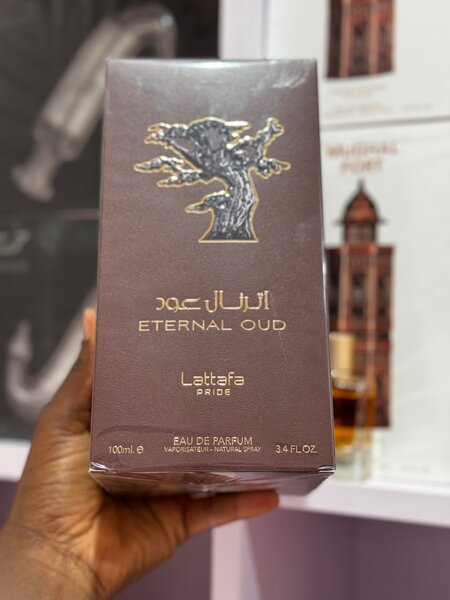 اترنال عود
ETERNAL OUD
Lattafa
PRIDE
EAU DE PARFUM
100ml. e VAPORISATEUR - NATURAL SPRAY 3.4 FL.OZ.